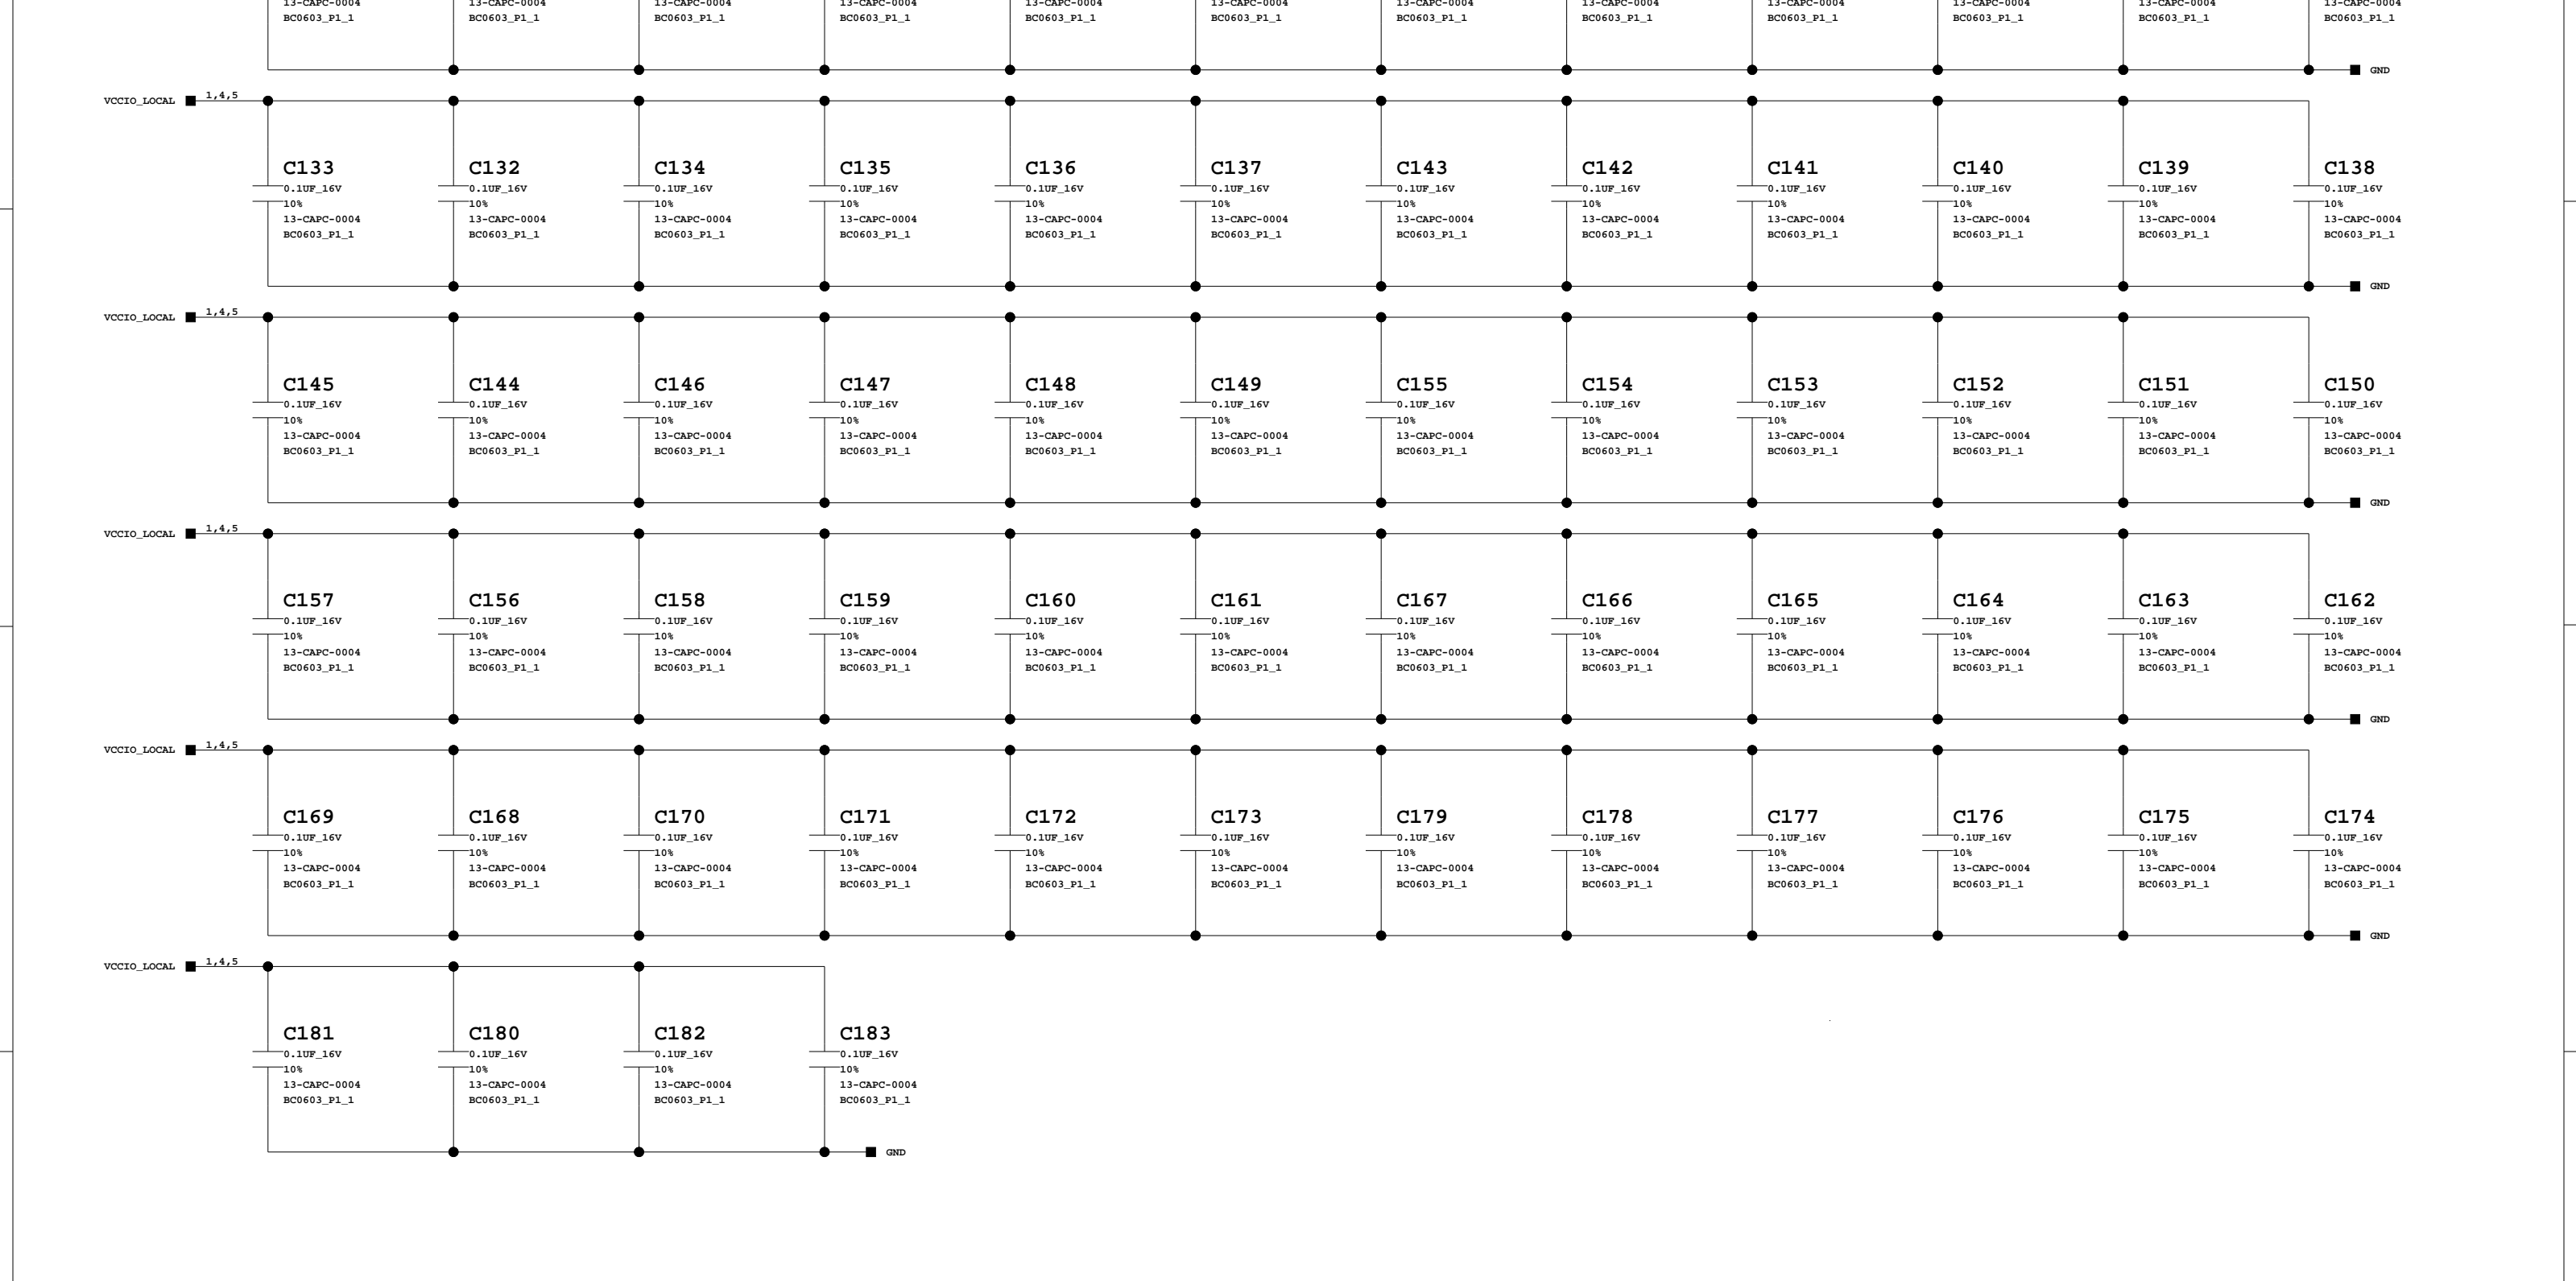 13-CAPC-0004 13-CAPC-0004 13-CAPC-0004 13-CAPC-0004 13-CAPC-0004 13-CAPC-0004 13-CAPC-0004 13-CAPC-0004 13-CAPC-0004 13-CAPC-0004 13-CAPC-0004 13-CAPC-0004
BC0603_P1_1 BC0603_P1_1 BC0603_P1_1 BC0603_P1_1 BC0603_P1_1 BC0603_P1_1 BC0603_P1_1 BC0603_P1_1 BC0603_P1_1 BC0603_P1_1 BC0603_P1_1 BC0603_P1_1
GND
VCCIO_LOCAL 1,4,5
C133 C132 C134 C135 C136 C137 C143 C142 C141 C140 C139 C138
0.1UF_16V 0.1UF_16V 0.1UF_16V 0.1UF_16V 0.1UF_16V 0.1UF_16V 0.1UF_16V 0.1UF_16V 0.1UF_16V 0.1UF_16V 0.1UF_16V 0.1UF_16V
10% 10% 10% 10% 10% 10% 10% 10% 10% 10% 10% 10%
13-CAPC-0004 13-CAPC-0004 13-CAPC-0004 13-CAPC-0004 13-CAPC-0004 13-CAPC-0004 13-CAPC-0004 13-CAPC-0004 13-CAPC-0004 13-CAPC-0004 13-CAPC-0004 13-CAPC-0004
BC0603_P1_1 BC0603_P1_1 BC0603_P1_1 BC0603_P1_1 BC0603_P1_1 BC0603_P1_1 BC0603_P1_1 BC0603_P1_1 BC0603_P1_1 BC0603_P1_1 BC0603_P1_1 BC0603_P1_1
GND
VCCIO_LOCAL 1,4,5
C145 C144 C146 C147 C148 C149 C155 C154 C153 C152 C151 C150
0.1UF_16V 0.1UF_16V 0.1UF_16V 0.1UF_16V 0.1UF_16V 0.1UF_16V 0.1UF_16V 0.1UF_16V 0.1UF_16V 0.1UF_16V 0.1UF_16V 0.1UF_16V
10% 10% 10% 10% 10% 10% 10% 10% 10% 10% 10% 10%
13-CAPC-0004 13-CAPC-0004 13-CAPC-0004 13-CAPC-0004 13-CAPC-0004 13-CAPC-0004 13-CAPC-0004 13-CAPC-0004 13-CAPC-0004 13-CAPC-0004 13-CAPC-0004 13-CAPC-0004
BC0603_P1_1 BC0603_P1_1 BC0603_P1_1 BC0603_P1_1 BC0603_P1_1 BC0603_P1_1 BC0603_P1_1 BC0603_P1_1 BC0603_P1_1 BC0603_P1_1 BC0603_P1_1 BC0603_P1_1
GND
VCCIO_LOCAL 1,4,5
C157 C156 C158 C159 C160 C161 C167 C166 C165 C164 C163 C162
0.1UF_16V 0.1UF_16V 0.1UF_16V 0.1UF_16V 0.1UF_16V 0.1UF_16V 0.1UF_16V 0.1UF_16V 0.1UF_16V 0.1UF_16V 0.1UF_16V 0.1UF_16V
10% 10% 10% 10% 10% 10% 10% 10% 10% 10% 10% 10%
13-CAPC-0004 13-CAPC-0004 13-CAPC-0004 13-CAPC-0004 13-CAPC-0004 13-CAPC-0004 13-CAPC-0004 13-CAPC-0004 13-CAPC-0004 13-CAPC-0004 13-CAPC-0004 13-CAPC-0004
BC0603_P1_1 BC0603_P1_1 BC0603_P1_1 BC0603_P1_1 BC0603_P1_1 BC0603_P1_1 BC0603_P1_1 BC0603_P1_1 BC0603_P1_1 BC0603_P1_1 BC0603_P1_1 BC0603_P1_1
GND
VCCIO_LOCAL 1,4,5
C169 C168 C170 C171 C172 C173 C179 C178 C177 C176 C175 C174
0.1UF_16V 0.1UF_16V 0.1UF_16V 0.1UF_16V 0.1UF_16V 0.1UF_16V 0.1UF_16V 0.1UF_16V 0.1UF_16V 0.1UF_16V 0.1UF_16V 0.1UF_16V
10% 10% 10% 10% 10% 10% 10% 10% 10% 10% 10% 10%
13-CAPC-0004 13-CAPC-0004 13-CAPC-0004 13-CAPC-0004 13-CAPC-0004 13-CAPC-0004 13-CAPC-0004 13-CAPC-0004 13-CAPC-0004 13-CAPC-0004 13-CAPC-0004 13-CAPC-0004
BC0603_P1_1 BC0603_P1_1 BC0603_P1_1 BC0603_P1_1 BC0603_P1_1 BC0603_P1_1 BC0603_P1_1 BC0603_P1_1 BC0603_P1_1 BC0603_P1_1 BC0603_P1_1 BC0603_P1_1
GND
VCCIO_LOCAL 1,4,5
C181 C180 C182 C183
0.1UF_16V 0.1UF_16V 0.1UF_16V 0.1UF_16V
10% 10% 10% 10%
13-CAPC-0004 13-CAPC-0004 13-CAPC-0004 13-CAPC-0004
BC0603_P1_1 BC0603_P1_1 BC0603_P1_1 BC0603_P1_1
GND